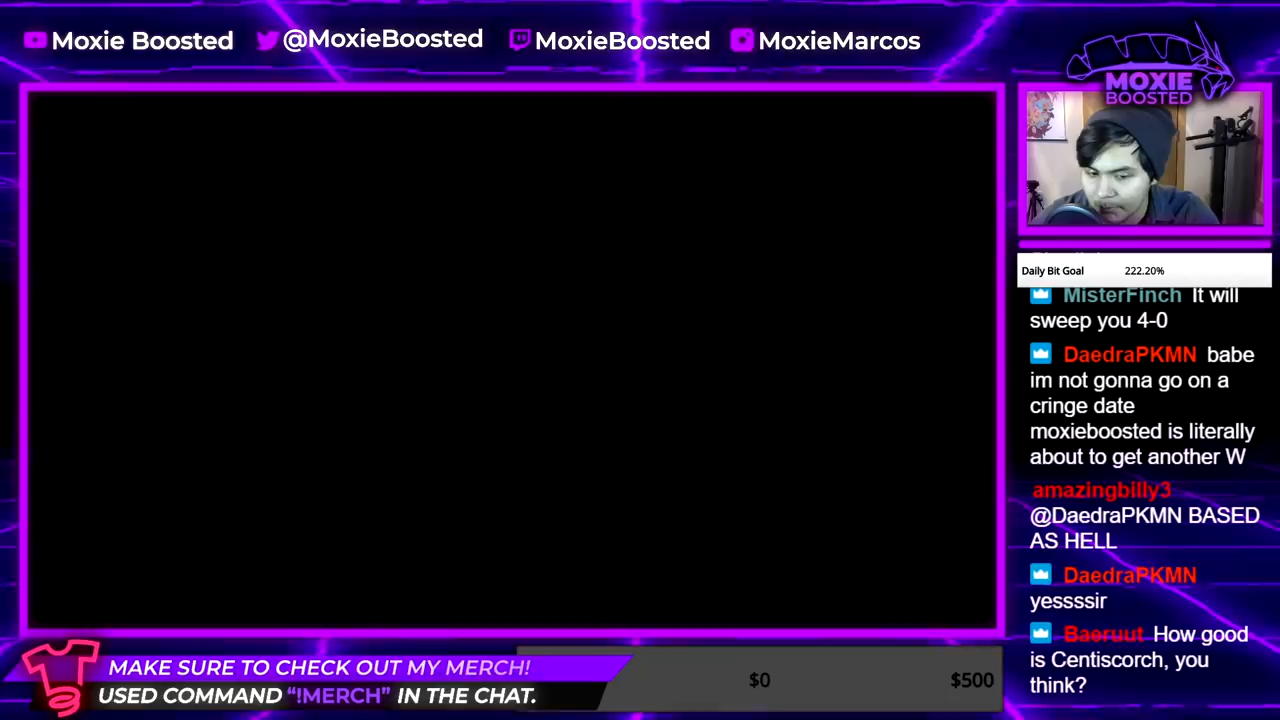 Moxie Boosted @MoxieBoosted MoxieBoosted MoxieMarcos
MOXIE
BOOSTED
Daily Bit Goal 222.20%
MisterFinch It will
sweep you 4-0
DaedraPKMN babe
im not gonna go on a
cringe date
moxieboosted is literally
about to get another W
amazingbilly3
@DaedraPKMN BASED
AS HELL
DaedraPKMN
yessssir
Baeruut How good
is Centiscorch, you
think?
MAKE SURE TO CHECK OUT MY MERCH!
USED COMMAND “!MERCH” IN THE CHAT.
$0 $500